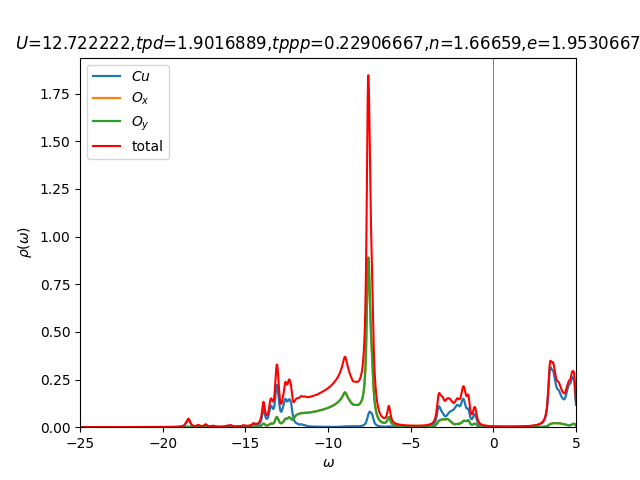 U=12.722222,tpd=1.9016889,tppp=0.22906667,n=1.66659,e=1.9530667
Cu
Ox
Oy
total
1.75
1.50
1.25
1.00
0.75
0.50
0.25
0.00
ρ(ω)
−25 −20 −15 −10 −5 0 5
ω